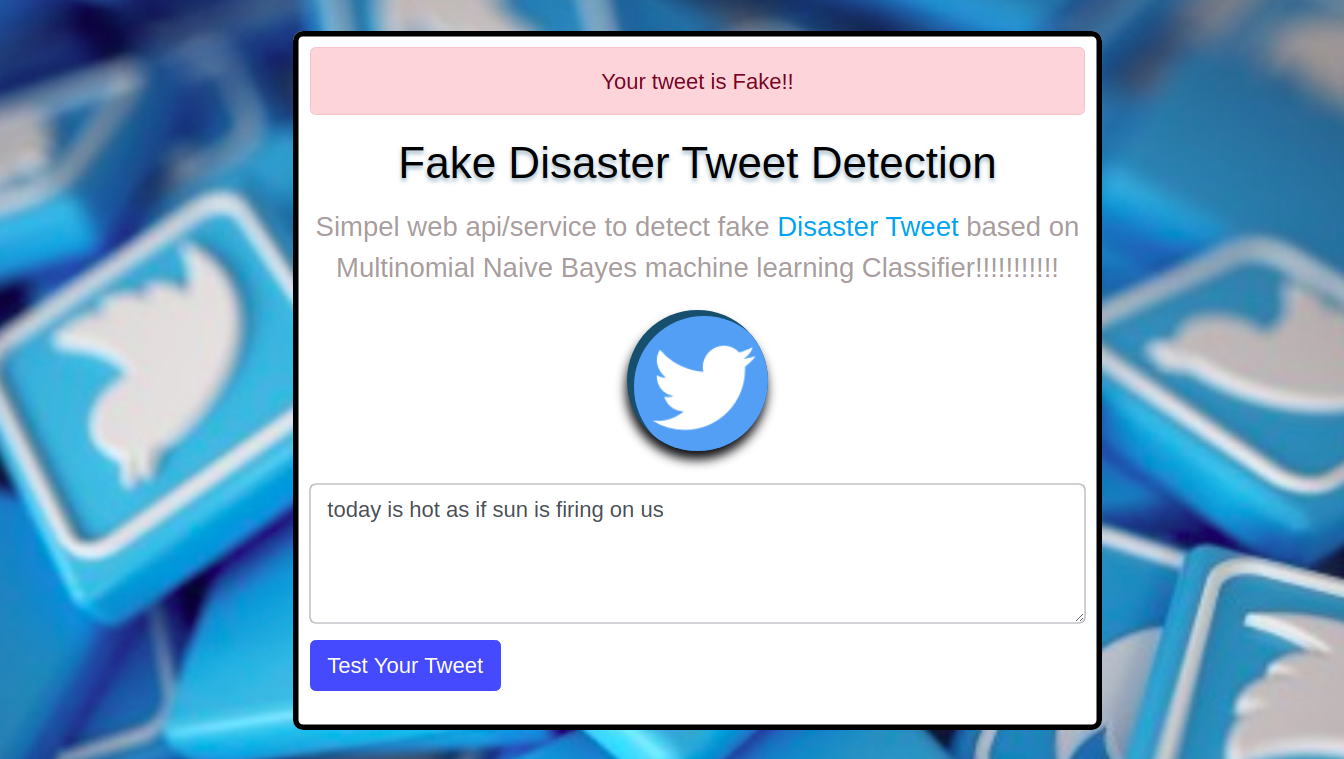 Your tweet is Fake!!
Fake Disaster Tweet Detection
Simpel web api/service to detect fake Disaster Tweet based on
Multinomial Naive Bayes machine learning Classifier!!!!!!!!!!!
today is hot as if sun is firing on us
Test Your Tweet